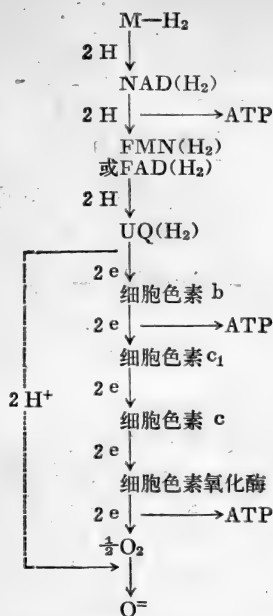 M—H₂
2 H
NAD(H₂)
2 H → ATP
FMN(H₂)
或FAD(H₂)
2 H
UQ(H₂)
2 e
细胞色素 b
2 e → ATP
细胞色素c₁
2 e
2 H⁺
细胞色素 c
2 e
细胞色素氧化酶
2 e → ATP
½O₂
O⁼